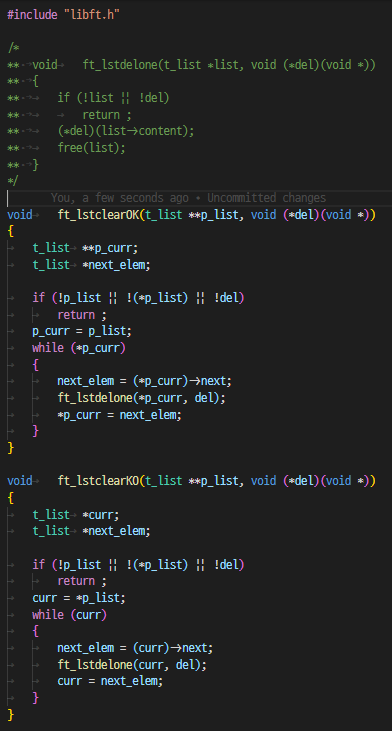 #include "libft.h"
/*
** void ft_lstdelone(t_list *list, void (*del)(void *))
** {
** if (!list || !del)
** return ;
** (*del)(list->content);
** free(list);
** }
*/
You, a few seconds ago • Uncommitted changes
void ft_lstclearOK(t_list **p_list, void (*del)(void *))
{
t_list **p_curr;
t_list *next_elem;
if (!p_list || !(*p_list) || !del)
return ;
p_curr = p_list;
while (*p_curr)
{
next_elem = (*p_curr)->next;
ft_lstdelone(*p_curr, del);
*p_curr = next_elem;
}
}
void ft_lstclearKO(t_list **p_list, void (*del)(void *))
{
t_list *curr;
t_list *next_elem;
if (!p_list || !(*p_list) || !del)
return ;
curr = *p_list;
while (curr)
{
next_elem = (curr)->next;
ft_lstdelone(curr, del);
curr = next_elem;
}
}